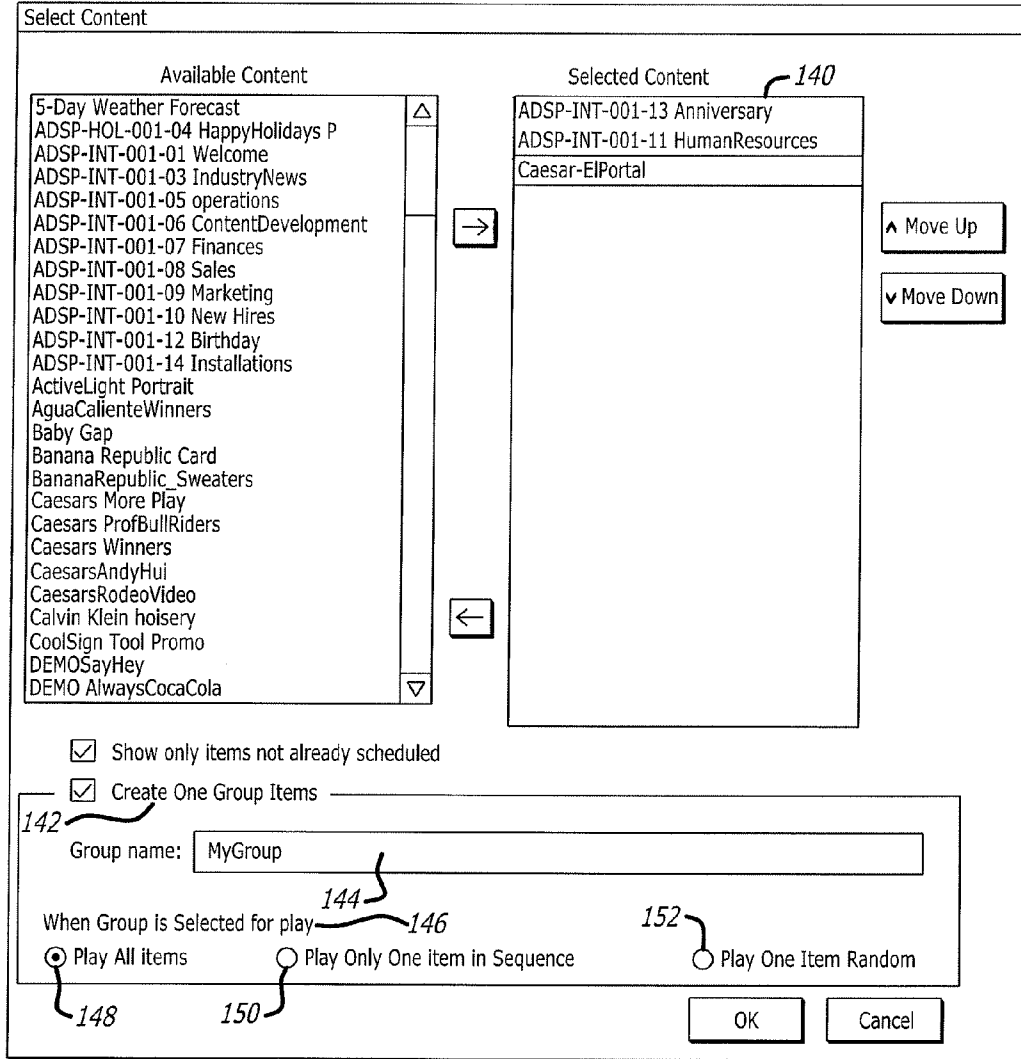 Select Content
Available Content
5-Day Weather Forecast
ADSP-HOL-001-04 HappyHolidays P
ADSP-INT-001-01 Welcome
ADSP-INT-001-03 IndustryNews
ADSP-INT-001-05 operations
ADSP-INT-001-06 ContentDevelopment
ADSP-INT-001-07 Finances
ADSP-INT-001-08 Sales
ADSP-INT-001-09 Marketing
ADSP-INT-001-10 New Hires
ADSP-INT-001-12 Birthday
ADSP-INT-001-14 Installations
ActiveLight Portrait
AguaCalienteWinners
Baby Gap
Banana Republic Card
BananaRepublic_Sweaters
Caesars More Play
Caesars ProfBullRiders
Caesars Winners
CaesarsAndyHui
CaesarsRodeoVideo
Calvin Klein hoisery
CoolSign Tool Promo
DEMOSayHey
DEMO AlwaysCocaCola
Selected Content 140
ADSP-INT-001-13 Anniversary
ADSP-INT-001-11 HumanResources
Caesar-ElPortal
Move Up
Move Down
Show only items not already scheduled
Create One Group Items
142
Group name: MyGroup
144
When Group is Selected for play 146
152
Play All items Play Only One item in Sequence Play One Item Random
148 150
OK Cancel